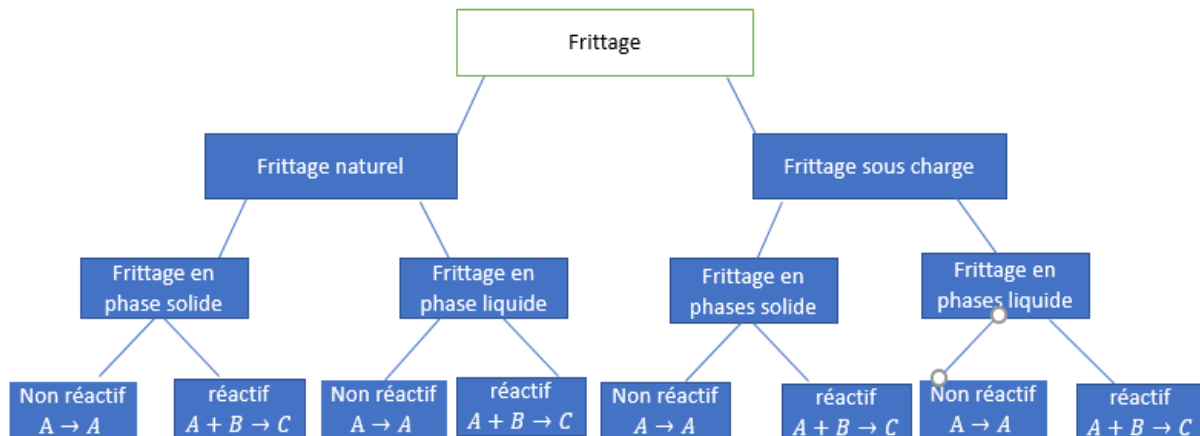 Frittage
Frittage naturel
Frittage sous charge
Frittage en
phase solide
Frittage en
phase liquide
Frittage en
phases solide
Frittage en
phases liquide
Non réactif
A → A
réactif
A + B → C
Non réactif
A → A
réactif
A + B → C
Non réactif
A → A
réactif
A + B → C
Non réactif
A → A
réactif
A + B → C